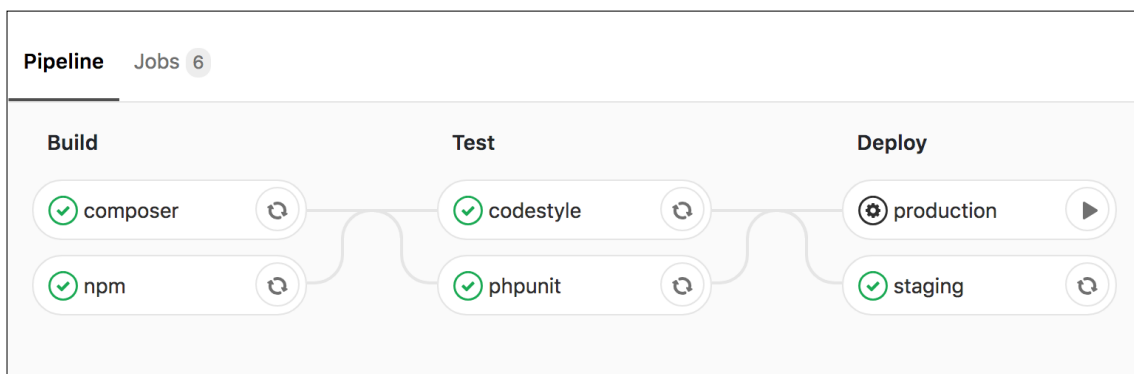 Pipeline Jobs 6
Build Test Deploy
composer codestyle production
npm phpunit staging